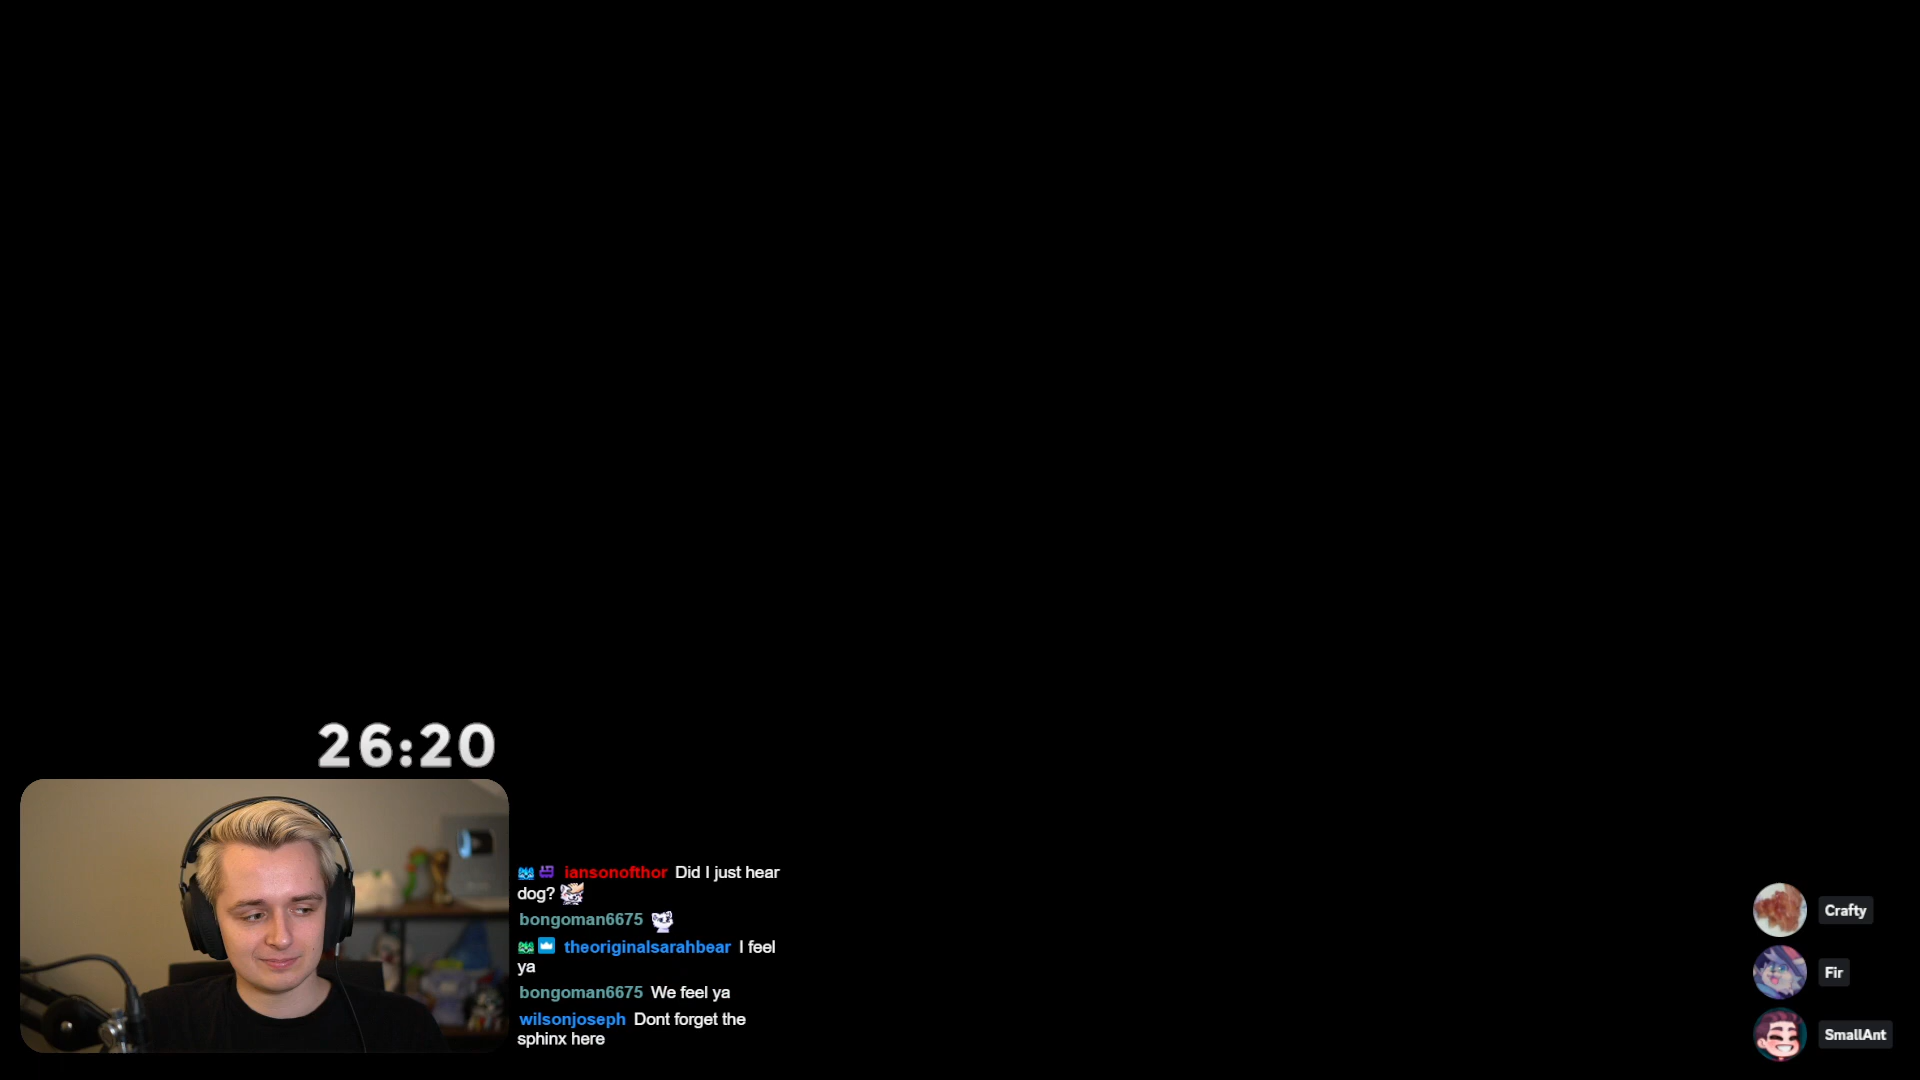 26:20
iansonofthor Did I just hear
dog?
bongoman6675
theoriginalsarahbear I feel
ya
bongoman6675 We feel ya
wilsonjoseph Dont forget the
sphinx here
Crafty
Fir
SmallAnt